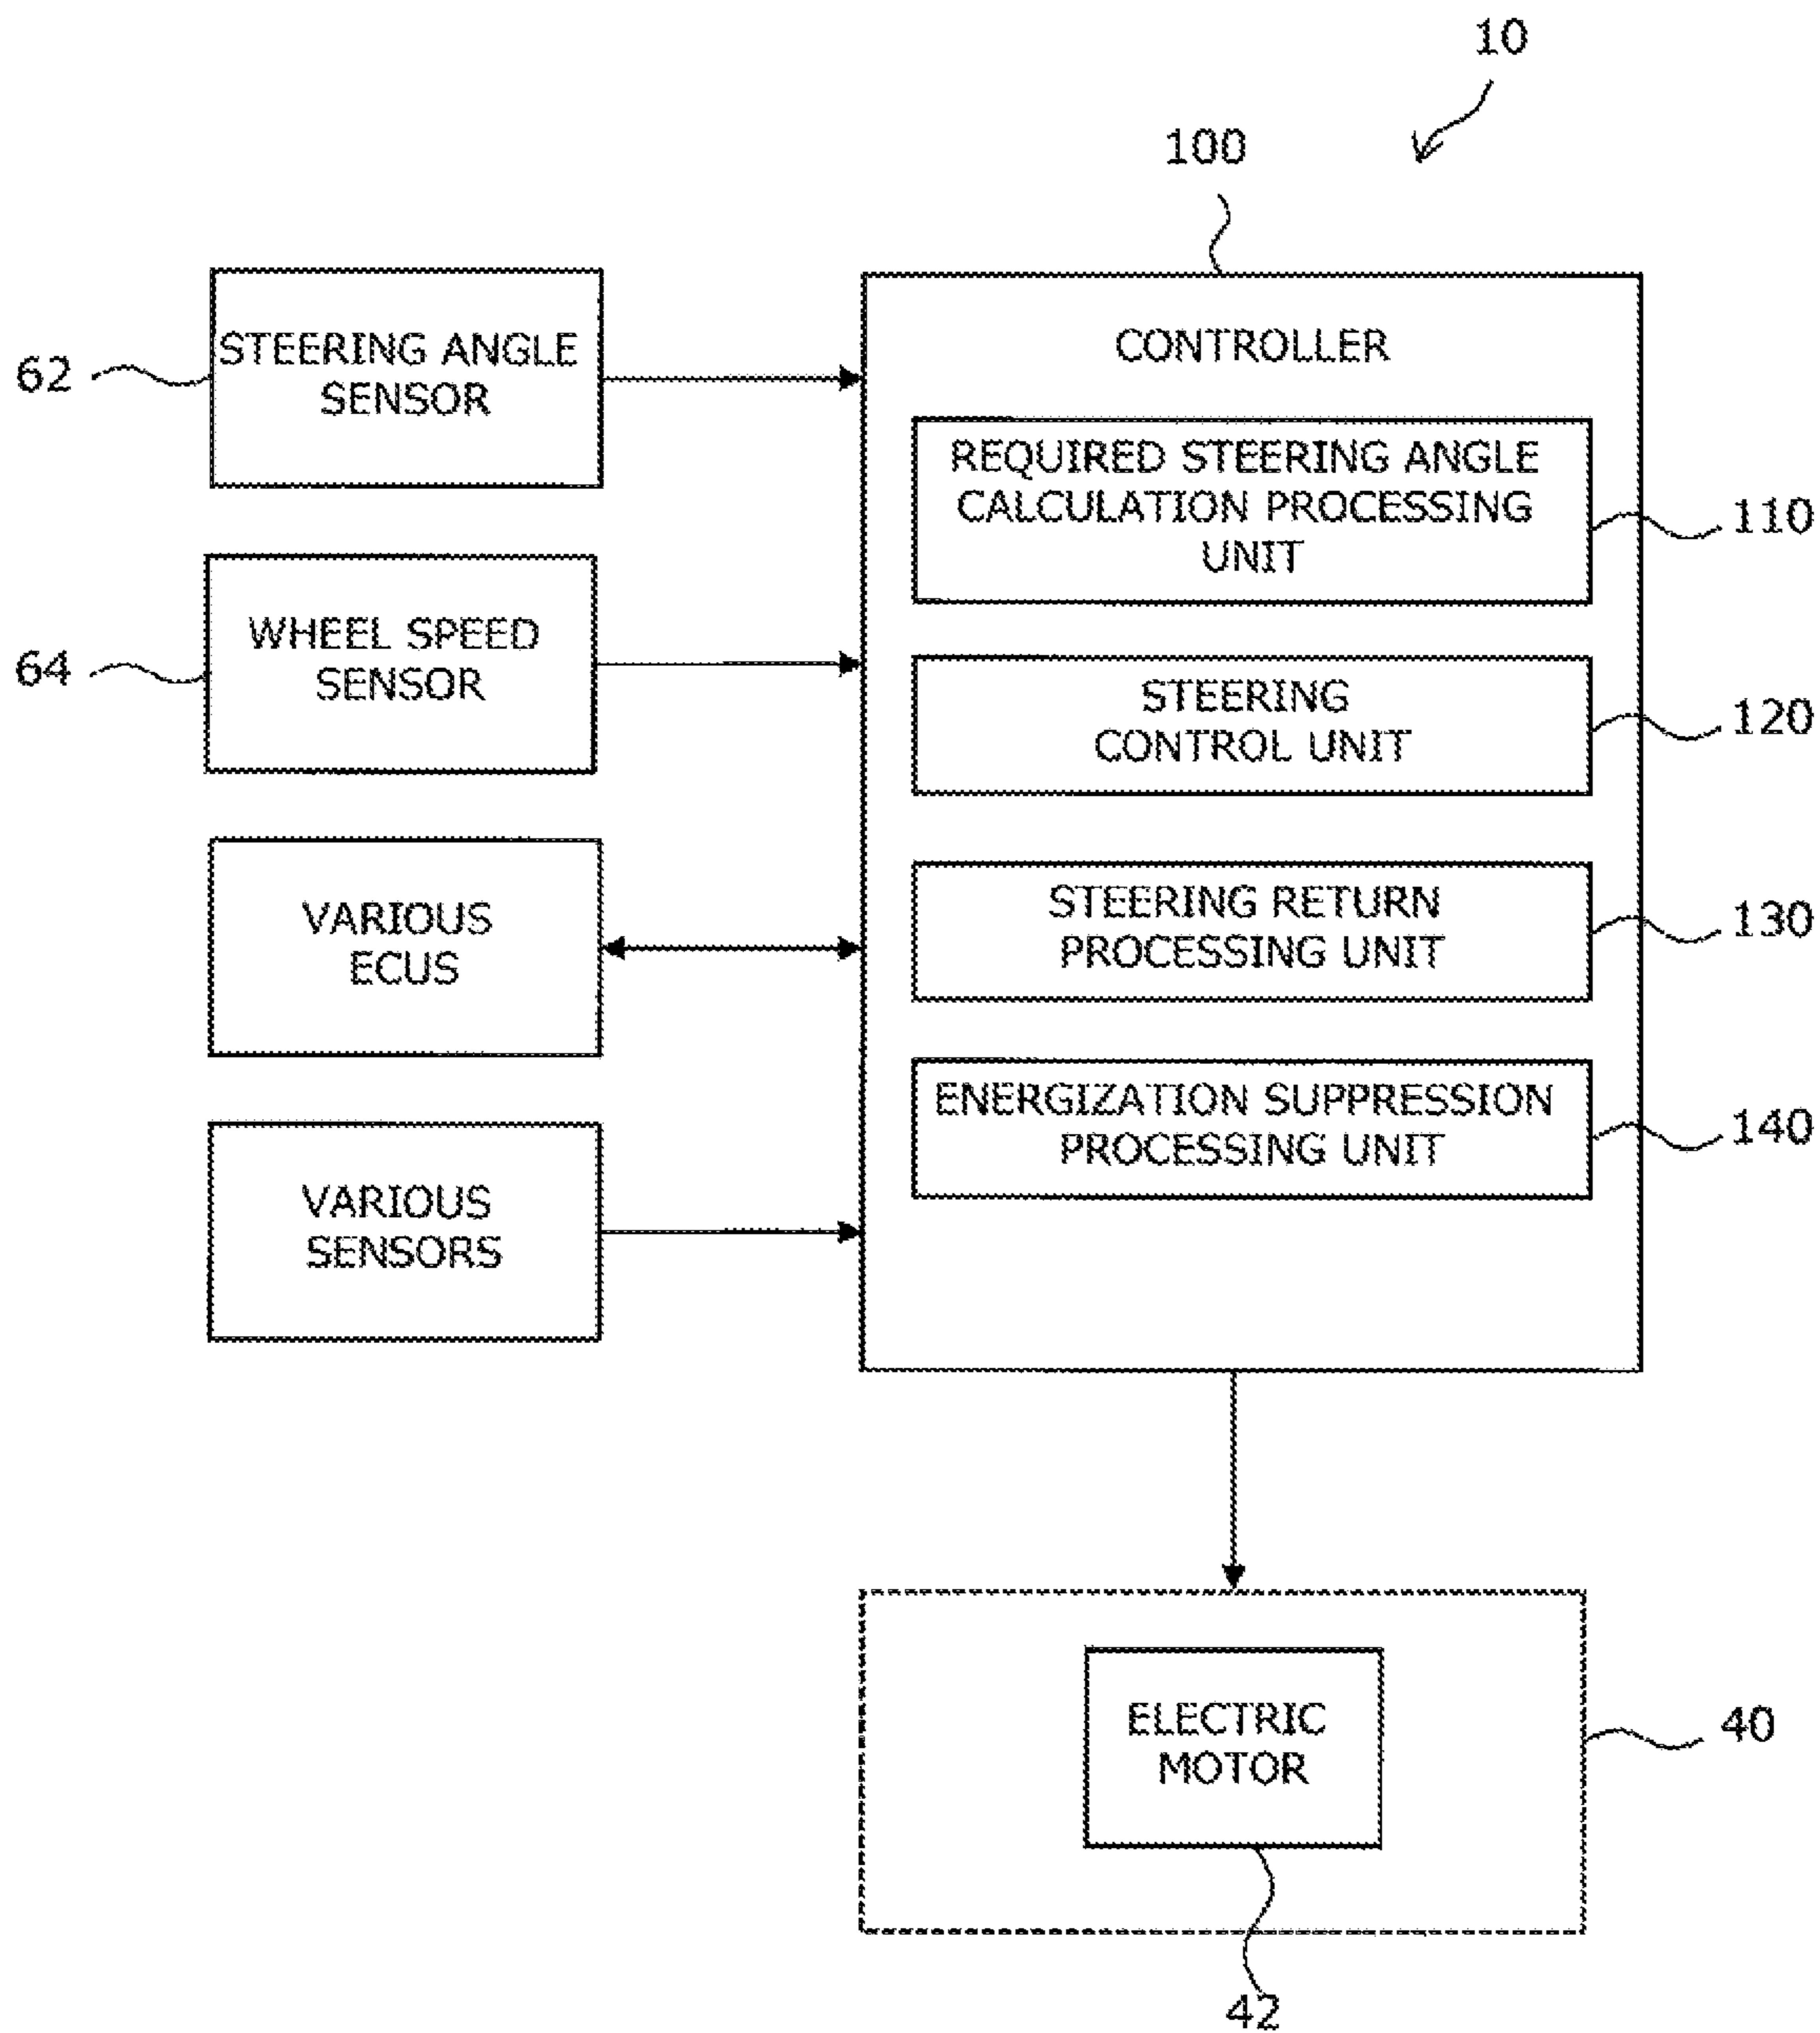 10
100
STEERING ANGLE
SENSOR
62
CONTROLLER
REQUIRED STEERING ANGLE
CALCULATION PROCESSING
UNIT
110
WHEEL SPEED
SENSOR
64
STEERING
CONTROL UNIT
120
VARIOUS
ECUS
STEERING RETURN
PROCESSING UNIT
130
ENERGIZATION SUPPRESSION
PROCESSING UNIT
140
VARIOUS
SENSORS
ELECTRIC
MOTOR
40
42